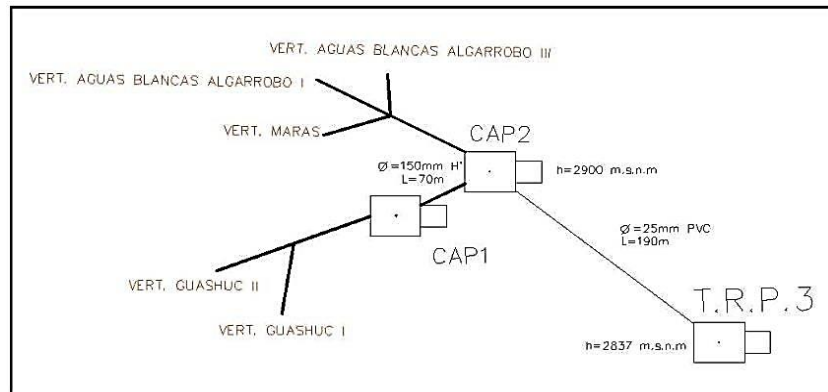 VERT. AGUAS BLANCAS ALGARROBO III
VERT. AGUAS BLANCAS ALGARROBO I
VERT. MARAS
CAP2
Ø=150mm H°
L=70m
h=2900 m.s.n.m
CAP1
Ø=25mm PVC
L=190m
VERT. GUASHUC II
VERT. GUASHUC I
T.R.P.3
h=2837 m.s.n.m